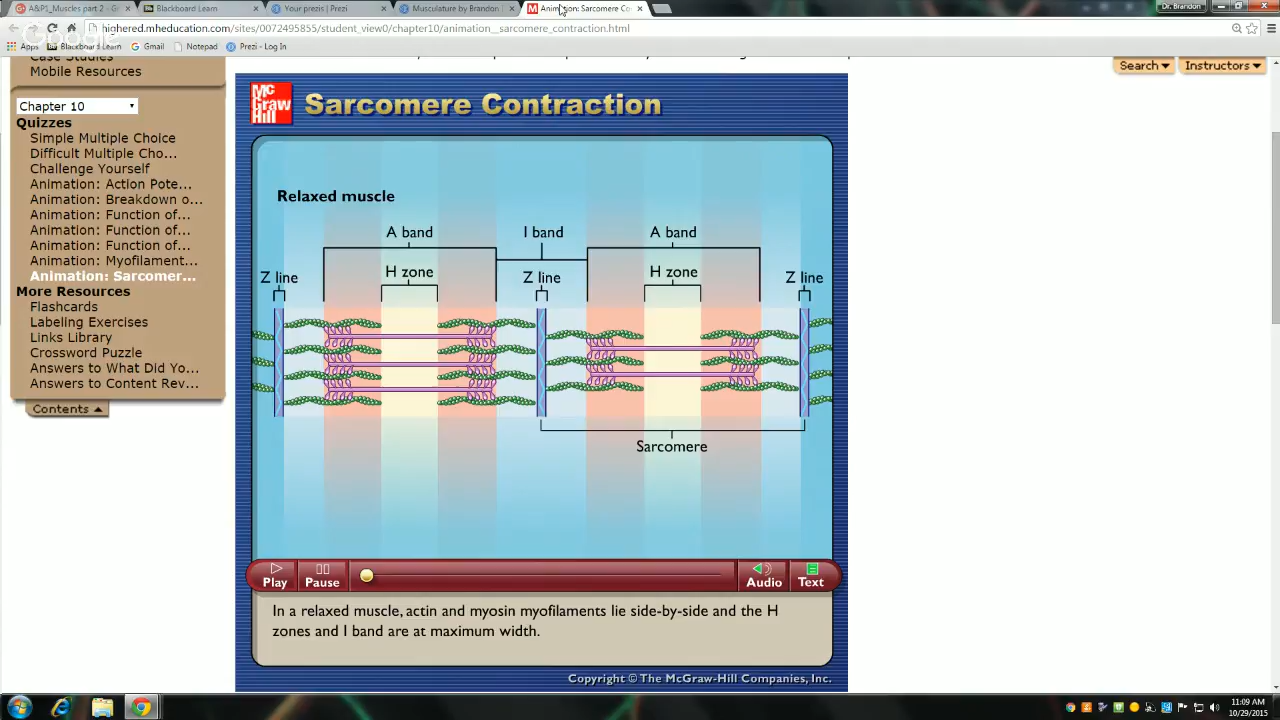 A&P1_Muscles part 2 - G
Blackboard Learn
Your prezis | Prezi
Musculature by Brandon
Animation: Sarcomere Co
Dr. Brandon
highered.mheducation.com/sites/0072495855/student_view0/chapter10/animation__sarcomere_contraction.html
Apps Blackboard Learn Gmail Notepad Prezi - Log In
Case Studies
Mobile Resources
Search
Instructors
Chapter 10
Quizzes
Simple Multiple Choice
Difficult Multiple Cho...
Challenge Yourself
Animation: Action Pote...
Animation: Breakdown o...
Animation: Function of...
Animation: Function of...
Animation: Function of...
Animation: Myofilament...
Animation: Sarcomer...
More Resources
Flashcards
Labeling Exercises
Links Library
Crossword Puzzle
Answers to What Did Yo...
Answers to Content Rev...
Contents
Mc
Graw
Hill
Sarcomere Contraction
Relaxed muscle
A band I band A band
H zone H zone
Z line Z line Z line
Sarcomere
Play Pause Audio Text
In a relaxed muscle, actin and myosin myofilaments lie side-by-side and the H
zones and I band are at maximum width.
Copyright © The McGraw-Hill Companies, Inc.
11:09 AM
10/29/2015